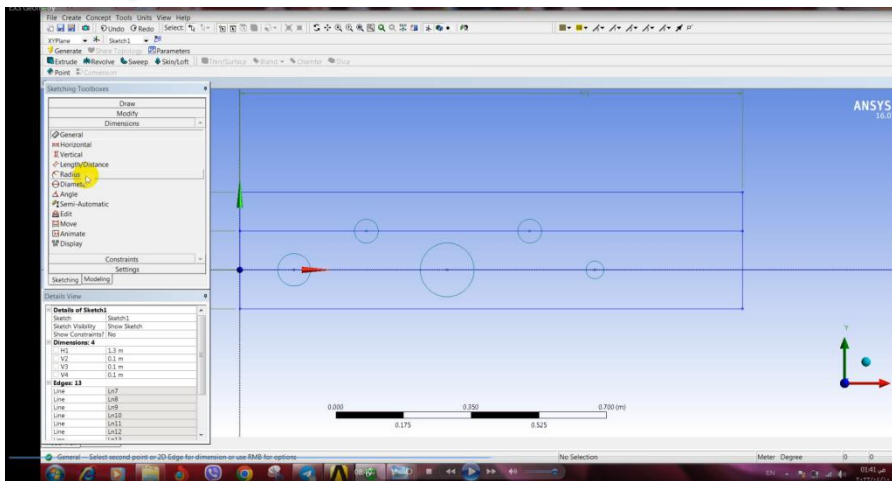 File Create Concept Tools Units View Help
Undo Redo Select:
XYPlane Sketch1
Generate Share Topology Parameters
Extrude Revolve Sweep Skin/Loft Thin/Surface Blend Chamfer Slice
Point Conversion
Sketching Toolboxes
Draw
Modify
Dimensions
General
Horizontal
Vertical
Length/Distance
Radius
Diameter
Angle
Semi-Automatic
Edit
Move
Animate
Display
Constraints
Settings
Sketching Modeling
Details View
Details of Sketch1
Sketch Sketch1
Sketch Visibility Show Sketch
Show Constraints? No
Dimensions: 4
H1 1.3 m
V2 0.1 m
V3 0.1 m
V4 0.1 m
Edges: 13
Line Ln7
Line Ln8
Line Ln9
Line Ln10
Line Ln11
Line Ln12
Line Ln13
ANSYS
16.0
Y
0.000 0.350 0.700 (m)
0.175 0.525
General -- Select second point or 2D Edge for dimension or use RMB for options No Selection Meter Degree 0 0
EN 01:41 ص